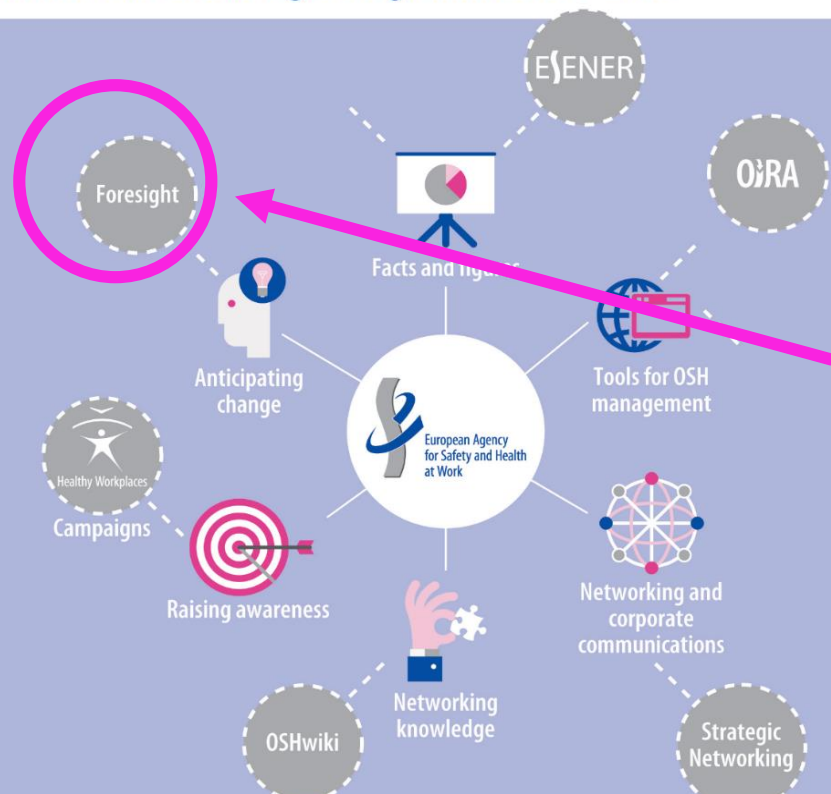 ESENER
OiRA
Foresight
Facts and figures
Anticipating
change
Tools for OSH
management
European Agency
for Safety and Health
at Work
Healthy Workplaces
Campaigns
Raising awareness
Networking and
corporate
communications
Networking
knowledge
OSHwiki
Strategic
Networking